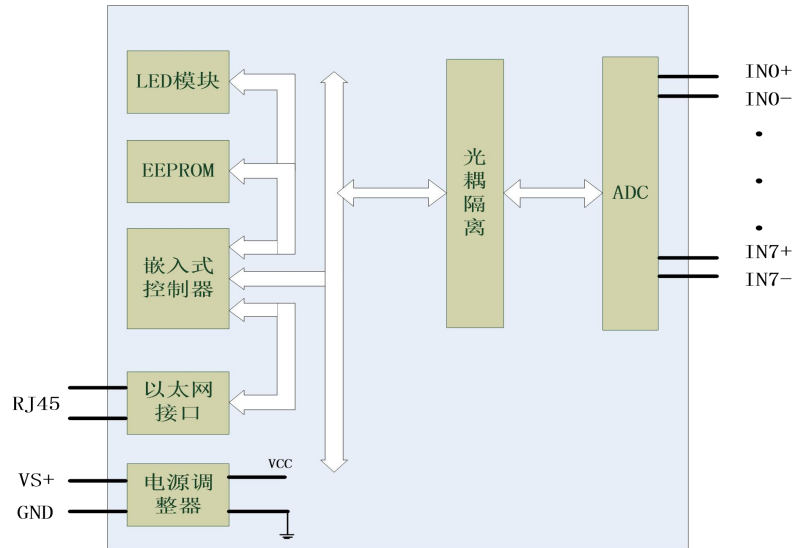 LED模块
EEPROM
嵌入式
控制器
以太网
接口
电源调
整器
RJ45
VS+
GND
VCC
光
耦
隔
离
ADC
IN0+
IN0-
IN7+
IN7-